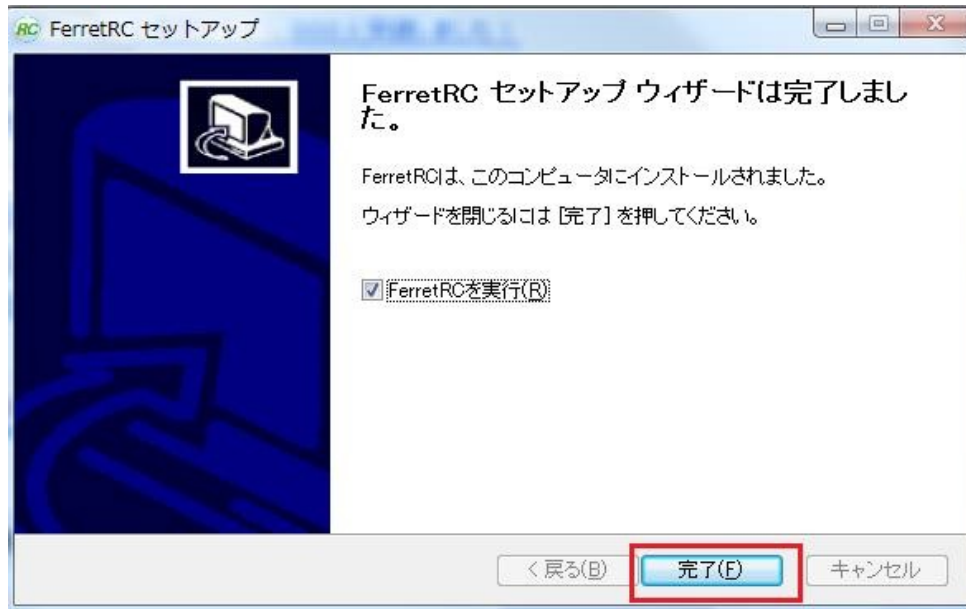 RC FerretRC セットアップ
FerretRC セットアップ ウィザードは完了しまし
た。
FerretRCは、このコンピュータにインストールされました。
ウィザードを閉じるには [完了] を押してください。
FerretRCを実行(R)
< 戻る(B)
完了(F)
キャンセル